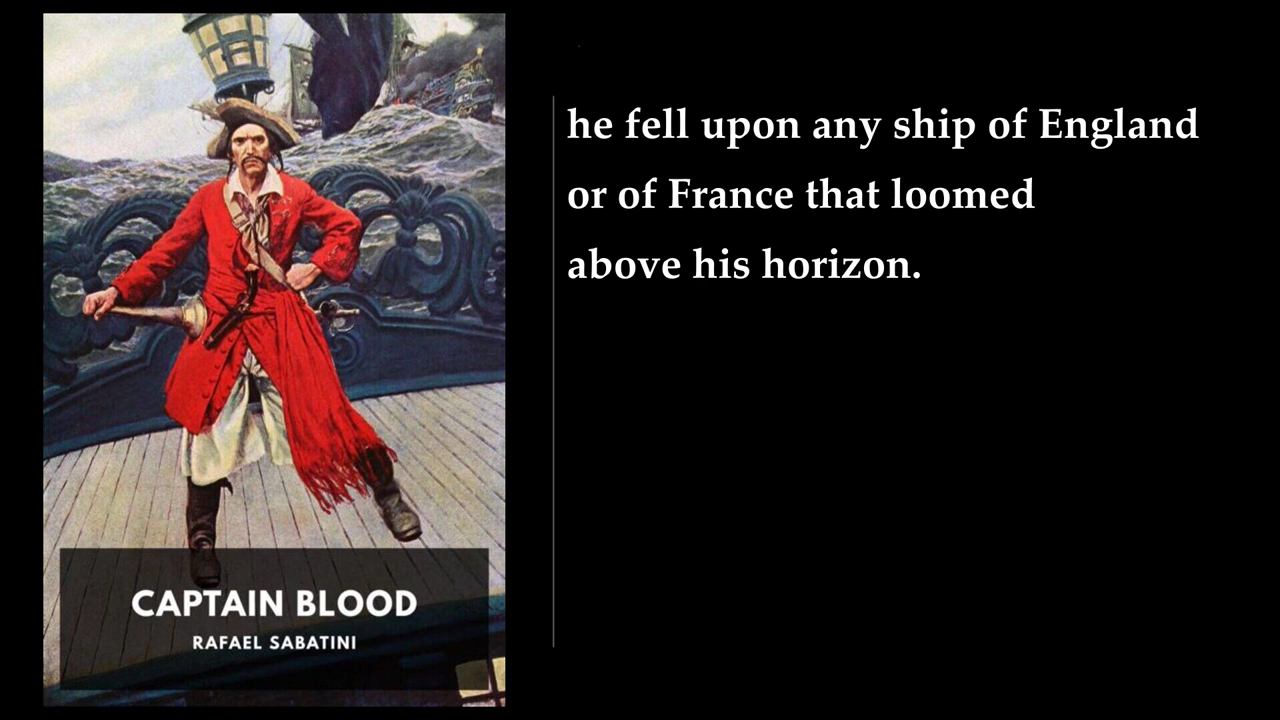 he fell upon any ship of England
or of France that loomed
above his horizon.
CAPTAIN BLOOD
RAFAEL SABATINI